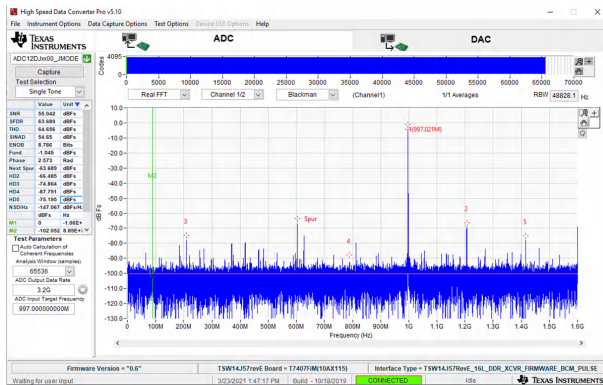 High Speed Data Converter Pro v5.10
File Instrument Options Data Capture Options Test Options Device GUI Options Help
TEXAS INSTRUMENTS
ADC
DAC
ADC12DJxx00_JMODE
Capture
Test Selection
Single Tone
Codes
4095
0
0 5000 10000 15000 20000 25000 30000 35000 40000 45000 50000 55000 60000 65000 70000
Real FFT Channel 1/2 Blackman (Channel1) 1/1 Averages RBW 48828.1 Hz
Value Unit
SNR 55.042 dBFs
SFDR 63.689 dBFs
THD 64.656 dBFs
SINAD 54.65 dBFs
ENOB 8.786 Bits
Fund. -1.045 dBFs
Phase 2.573 Rad
Next Spur -63.689 dBFs
HD2 -66.485 dBFs
HD3 -74.804 dBFs
HD4 -87.791 dBFs
HD5 -75.195 dBFs
NSD/Hz -147.067 dBFs/Hz
dBFs Hz
M1 0 -1.06E+
M2 -102.052 8.89E+
Test Parameters
Auto Calculation of
Coherent Frequencies
Analysis Window (samples)
65536
ADC Output Data Rate
3.2G
ADC Input Target Frequency
997.000000000M
dBFs
10.0
0.0
-10.0
-20.0
-30.0
-40.0
-50.0
-60.0
-70.0
-80.0
-90.0
-100.0
-110.0
-120.0
-130.0
M2
1(997.021M)
3
Spur
4
2
5
0 100M 200M 300M 400M 500M 600M 700M 800M 900M 1G 1.1G 1.2G 1.3G 1.4G 1.5G 1.6G
Frequency (Hz)
Firmware Version = "0.6" TSW14J57revE Board = T7407FiM(10AX115) Interface Type = TSW14J57RevE_16L_DDR_XCVR_FIRMWARE_BCM_PULSE
Waiting for user input 3/23/2021 1:47:17 PM Build - 10/18/2019 CONNECTED Idle TEXAS INSTRUMENTS